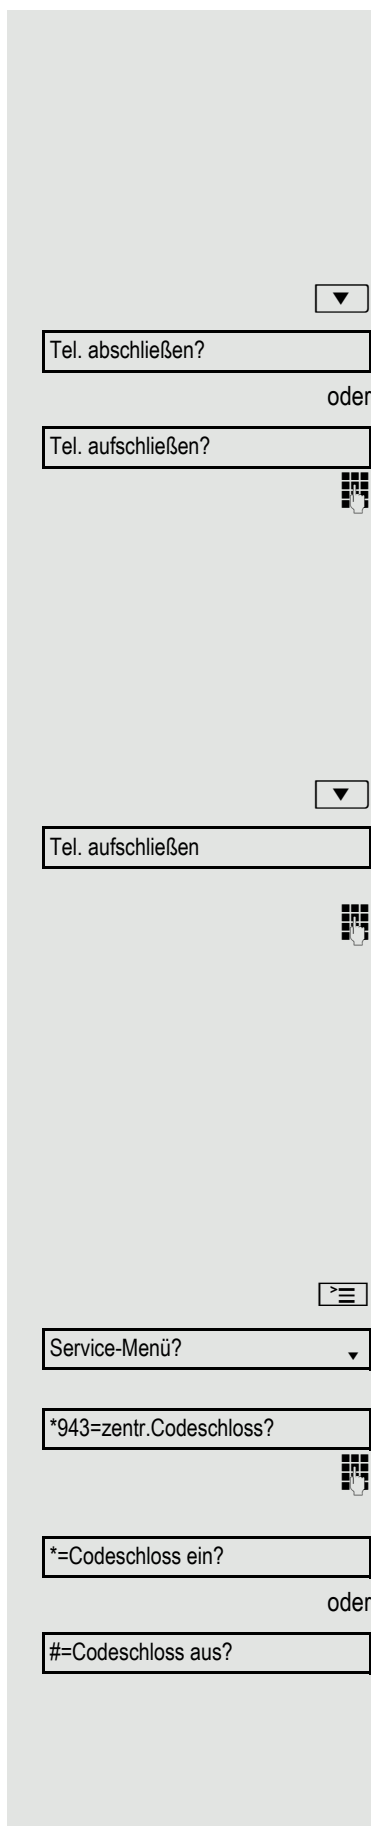 Tel. abschließen?
oder
Tel. aufschließen?
Tel. aufschließen
Service-Menü?
*943=zentr.Codeschloss?
*=Codeschloss ein?
oder
#=Codeschloss aus?